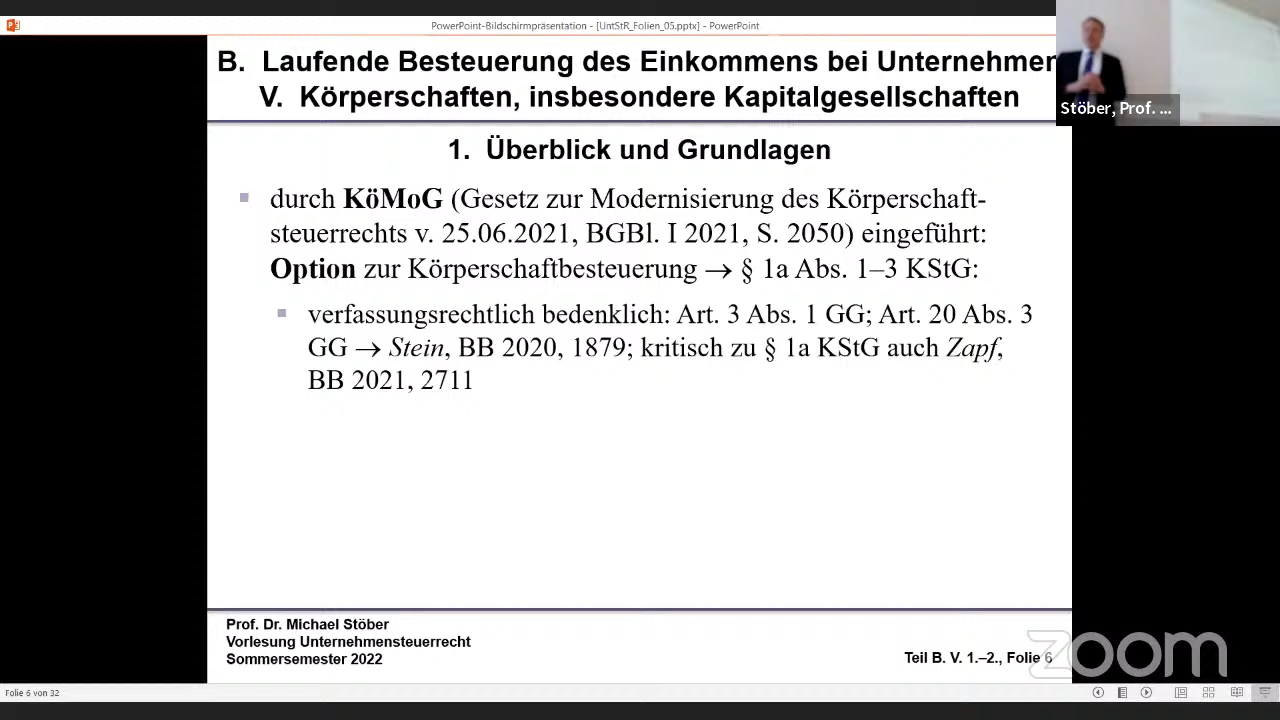 PowerPoint-Bildschirmpräsentation - [UntStR_Folien_05.pptx] - PowerPoint
B. Laufende Besteuerung des Einkommens bei Unternehmen
V. Körperschaften, insbesondere Kapitalgesellschaften
Stöber, Prof. ...
1. Überblick und Grundlagen
durch KöMoG (Gesetz zur Modernisierung des Körperschaft-
steuerrechts v. 25.06.2021, BGBl. I 2021, S. 2050) eingeführt:
Option zur Körperschaftbesteuerung → § 1a Abs. 1–3 KStG:
verfassungsrechtlich bedenklich: Art. 3 Abs. 1 GG; Art. 20 Abs. 3
GG → Stein, BB 2020, 1879; kritisch zu § 1a KStG auch Zapf,
BB 2021, 2711
Prof. Dr. Michael Stöber
Vorlesung Unternehmensteuerrecht
Sommersemester 2022
Teil B. V. 1.–2., Folie 6
zoom
Folie 6 von 32